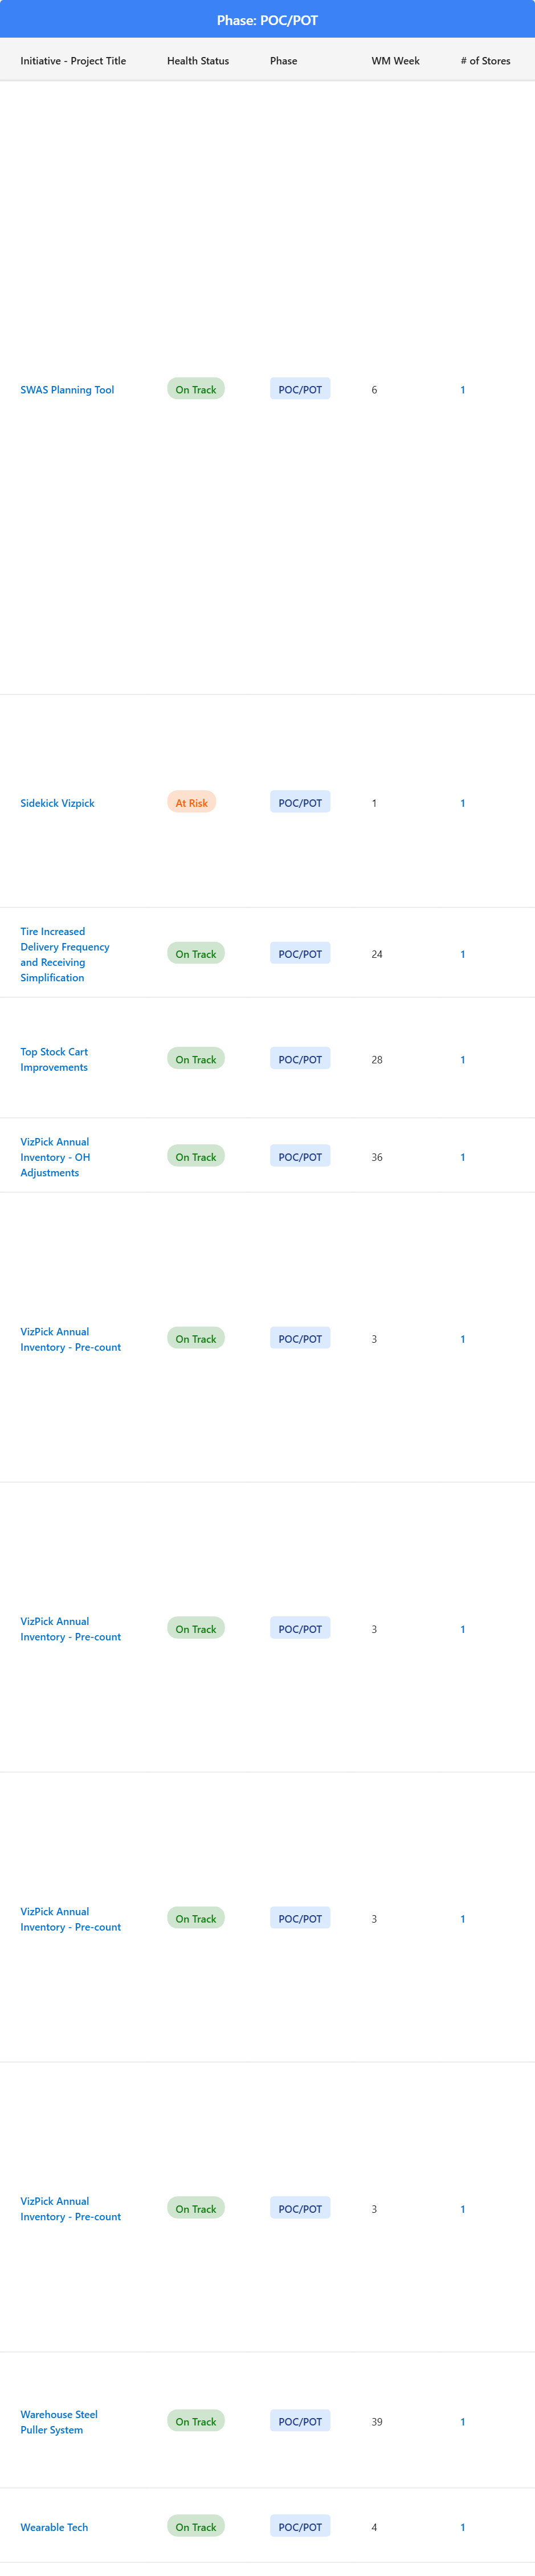 Phase: POC/POT
Initiative - Project Title Health Status Phase WM Week # of Stores
SWAS Planning Tool On Track POC/POT 6 1
Sidekick Vizpick At Risk POC/POT 1 1
Tire Increased
Delivery Frequency
and Receiving
Simplification
On Track POC/POT 24 1
Top Stock Cart
Improvements
On Track POC/POT 28 1
VizPick Annual
Inventory - OH
Adjustments
On Track POC/POT 36 1
VizPick Annual
Inventory - Pre-count
On Track POC/POT 3 1
VizPick Annual
Inventory - Pre-count
On Track POC/POT 3 1
VizPick Annual
Inventory - Pre-count
On Track POC/POT 3 1
VizPick Annual
Inventory - Pre-count
On Track POC/POT 3 1
Warehouse Steel
Puller System
On Track POC/POT 39 1
Wearable Tech On Track POC/POT 4 1